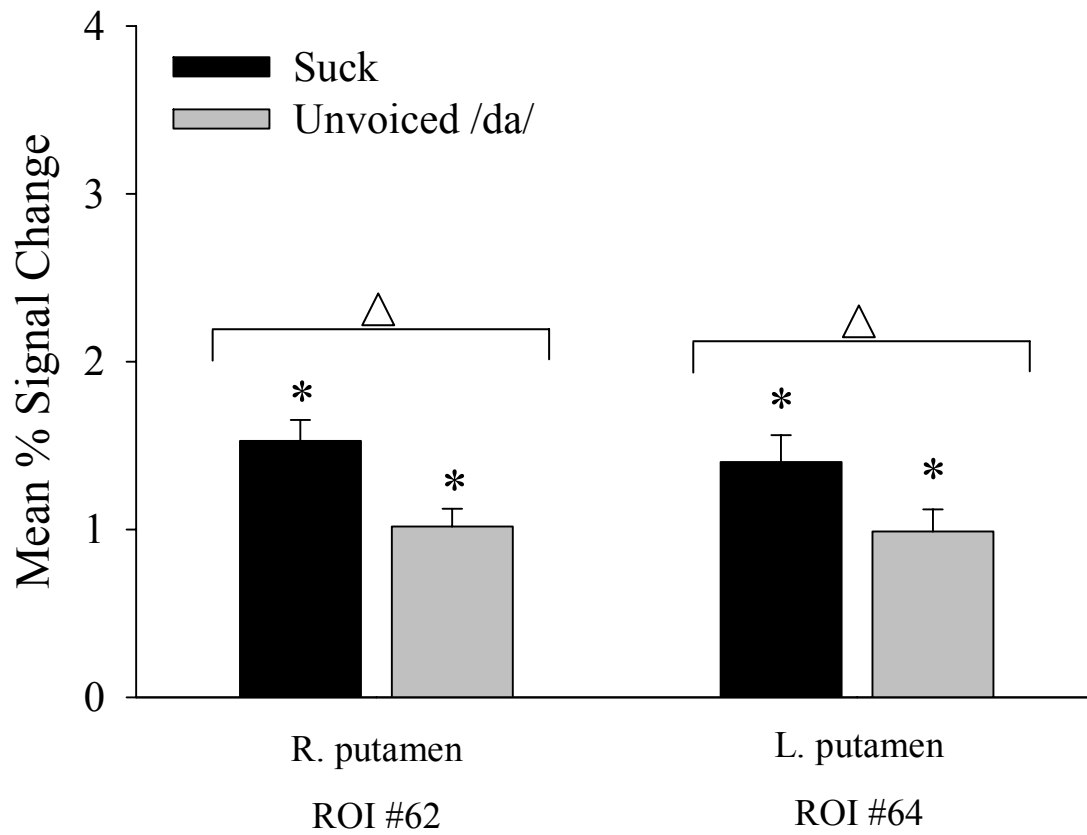 4
Suck
Unvoiced /da/
3
2
1
0
Mean % Signal Change
△
△
*
*
*
*
R. putamen
L. putamen
ROI #62
ROI #64